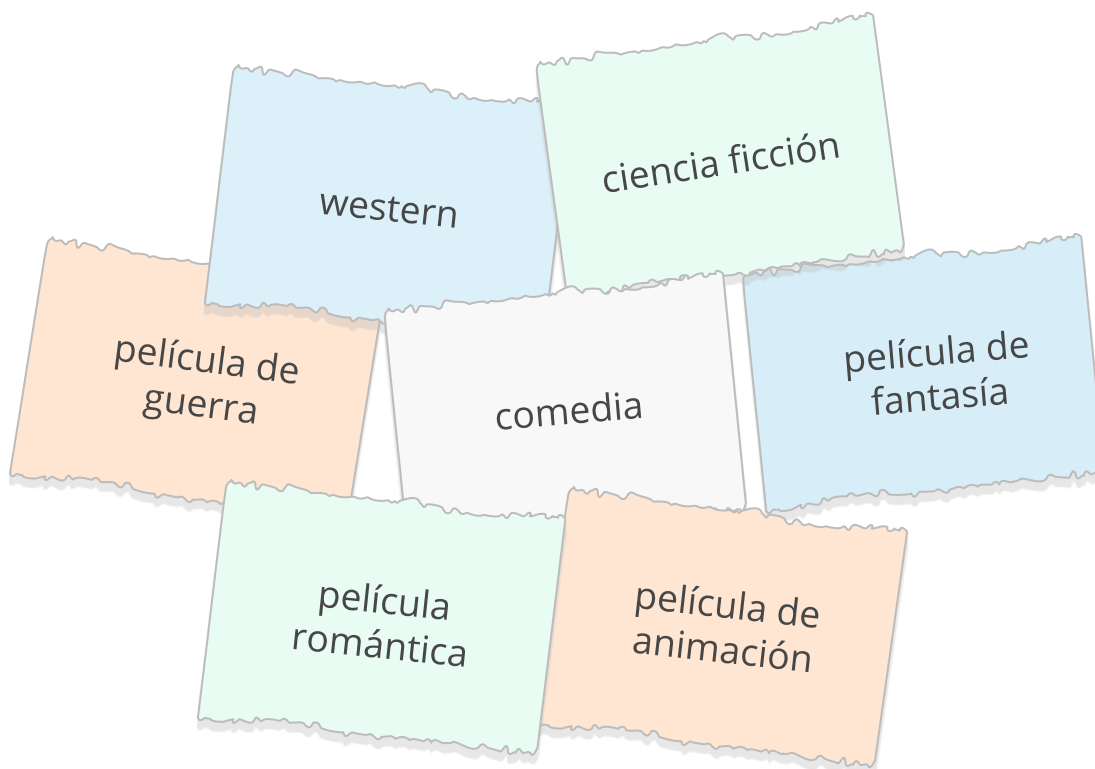 western
ciencia ficción
película de
guerra
comedia
película de
fantasía
película
romántica
película de
animación